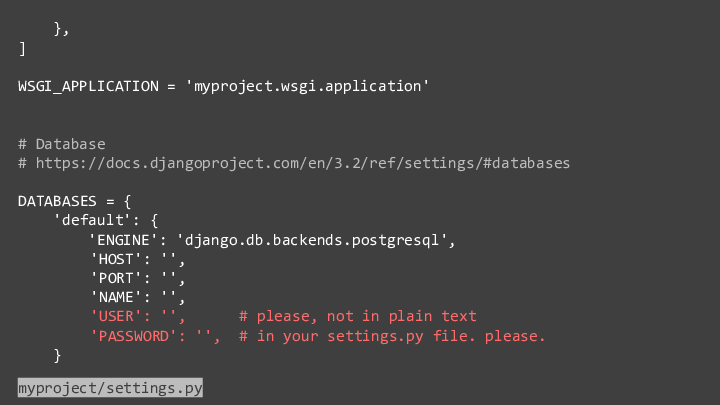 },
]
WSGI_APPLICATION = 'myproject.wsgi.application'
# Database
# https://docs.djangoproject.com/en/3.2/ref/settings/#databases
DATABASES = {
'default': {
'ENGINE': 'django.db.backends.postgresql',
'HOST': '',
'PORT': '',
'NAME': '',
'USER': '',      # please, not in plain text
'PASSWORD': '',  # in your settings.py file. please.
}
myproject/settings.py